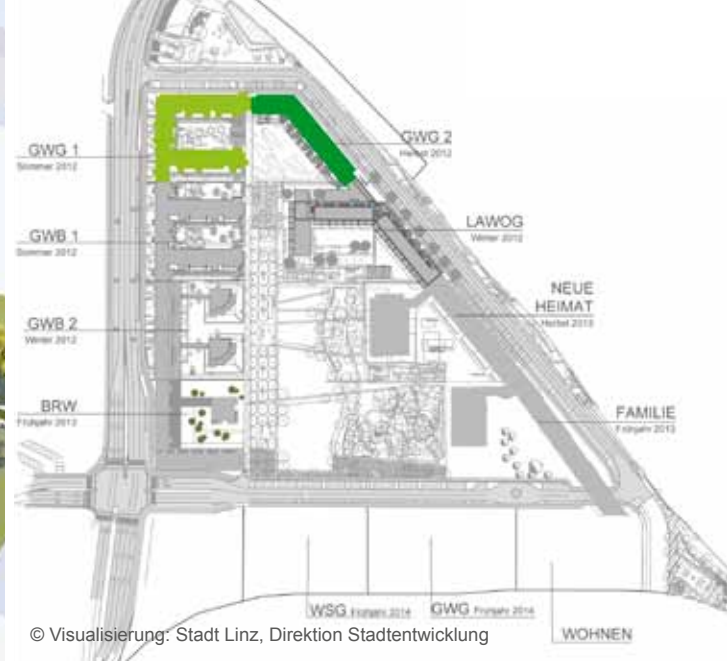 GWG 1
Sommer 2012
GWG 2
Herbst 2012
GWB 1
Sommer 2012
LAWOG
Winter 2012
NEUE
HEIMAT
Herbst 2013
GWB 2
Winter 2012
BRW
Frühjahr 2013
FAMILIE
Frühjahr 2013
WSG Frühjahr 2014
GWG Frühjahr 2014
WOHNEN
© Visualisierung: Stadt Linz, Direktion Stadtentwicklung